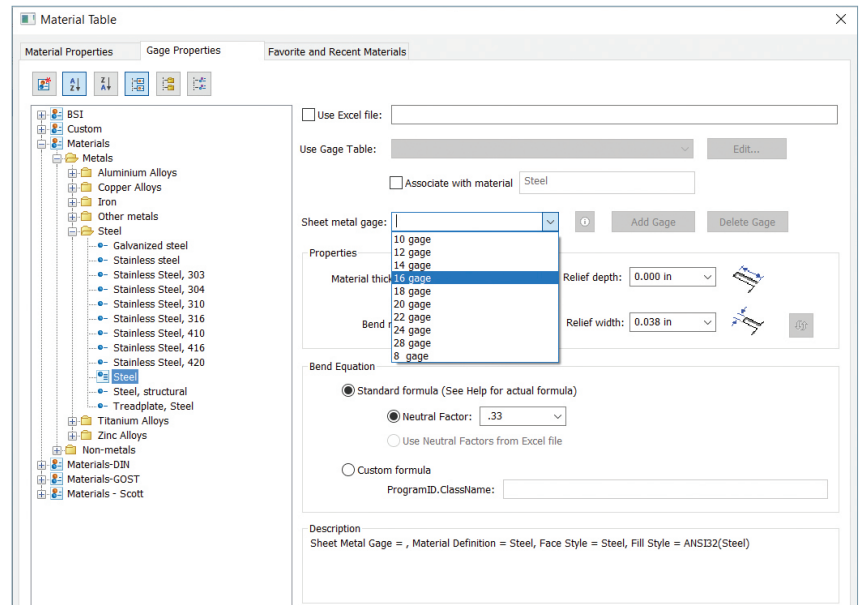 Material Table
Material Properties
Gage Properties
Favorite and Recent Materials
BSI
Custom
Materials
Metals
Aluminium Alloys
Copper Alloys
Iron
Other metals
Steel
Galvanized steel
Stainless steel
Stainless Steel, 303
Stainless Steel, 304
Stainless Steel, 310
Stainless Steel, 316
Stainless Steel, 410
Stainless Steel, 416
Stainless Steel, 420
Steel
Steel, structural
Treadplate, Steel
Titanium Alloys
Zinc Alloys
Non-metals
Materials-DIN
Materials-GOST
Materials - Scott
Use Excel file:
Use Gage Table:
Edit...
Associate with material
Steel
Sheet metal gage:
Add Gage
Delete Gage
10 gage
12 gage
14 gage
16 gage
18 gage
20 gage
22 gage
24 gage
28 gage
8 gage
Properties
Material thick
Relief depth: 0.000 in
Bend
Relief width: 0.038 in
Bend Equation
Standard formula (See Help for actual formula)
Neutral Factor: .33
Use Neutral Factors from Excel file
Custom formula
ProgramID.ClassName:
Description
Sheet Metal Gage = , Material Definition = Steel, Face Style = Steel, Fill Style = ANSI32(Steel)